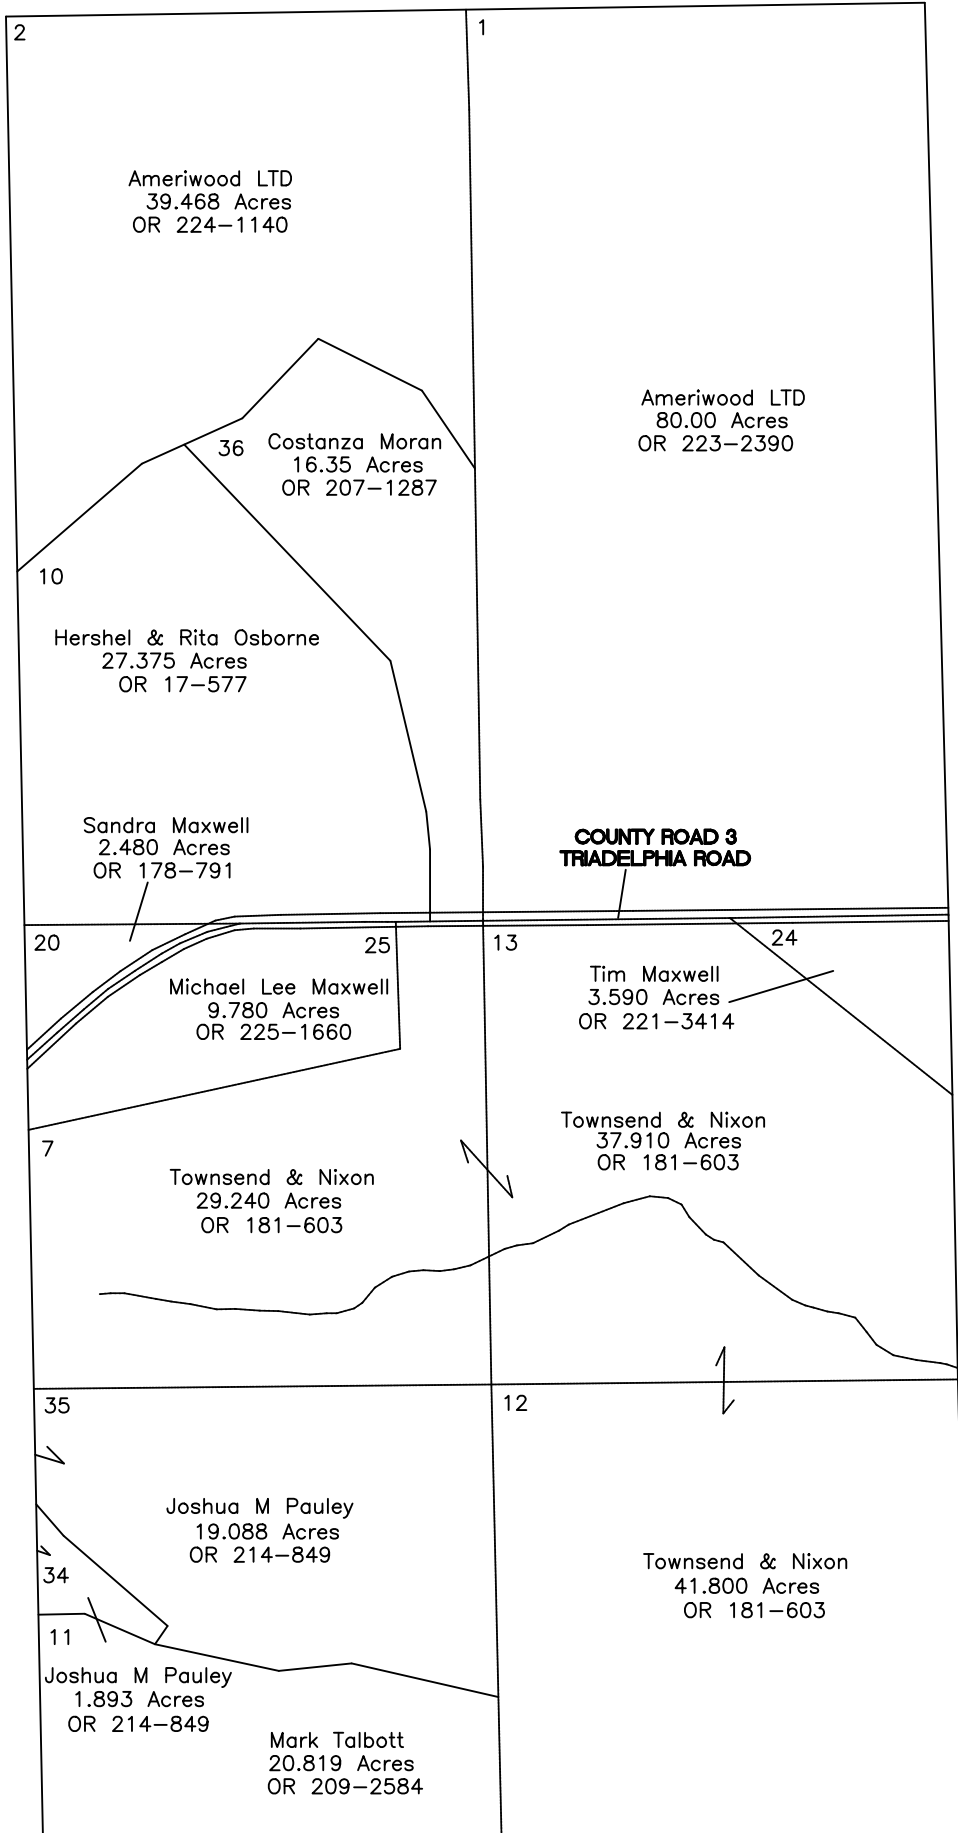 2
1
Ameriwood LTD
39.468 Acres
OR 224-1140
Ameriwood LTD
80.00 Acres
OR 223-2390
36
Costanza Moran
16.35 Acres
OR 207-1287
10
Hershel & Rita Osborne
27.375 Acres
OR 17-577
Sandra Maxwell
2.480 Acres
OR 178-791
COUNTY ROAD 3
TRIADELPHIA ROAD
20
25
13
24
Michael Lee Maxwell
9.780 Acres
OR 225-1660
Tim Maxwell
3.590 Acres
OR 221-3414
7
Townsend & Nixon
29.240 Acres
OR 181-603
Townsend & Nixon
37.910 Acres
OR 181-603
35
12
Joshua M Pauley
19.088 Acres
OR 214-849
34
Townsend & Nixon
41.800 Acres
OR 181-603
11
Joshua M Pauley
1.893 Acres
OR 214-849
Mark Talbott
20.819 Acres
OR 209-2584